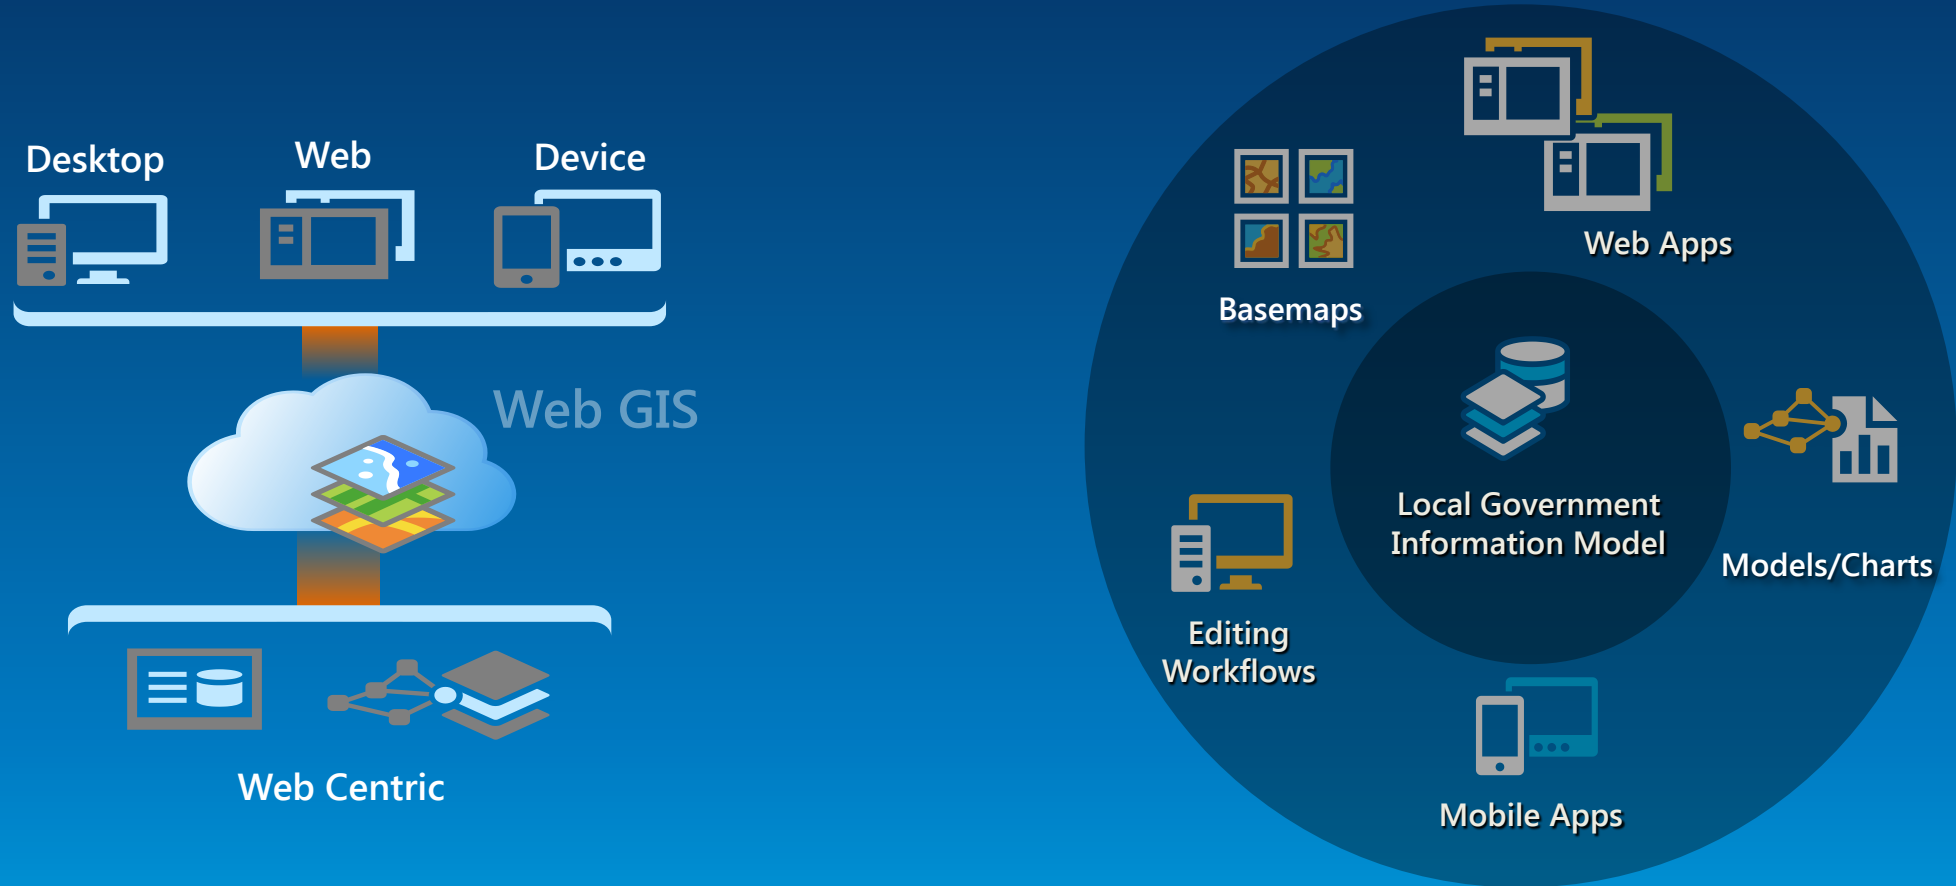 Desktop
Web
Device
Web GIS
Web Centric
Web Apps
Basemaps
Local Government
Information Model
Models/Charts
Editing
Workflows
Mobile Apps